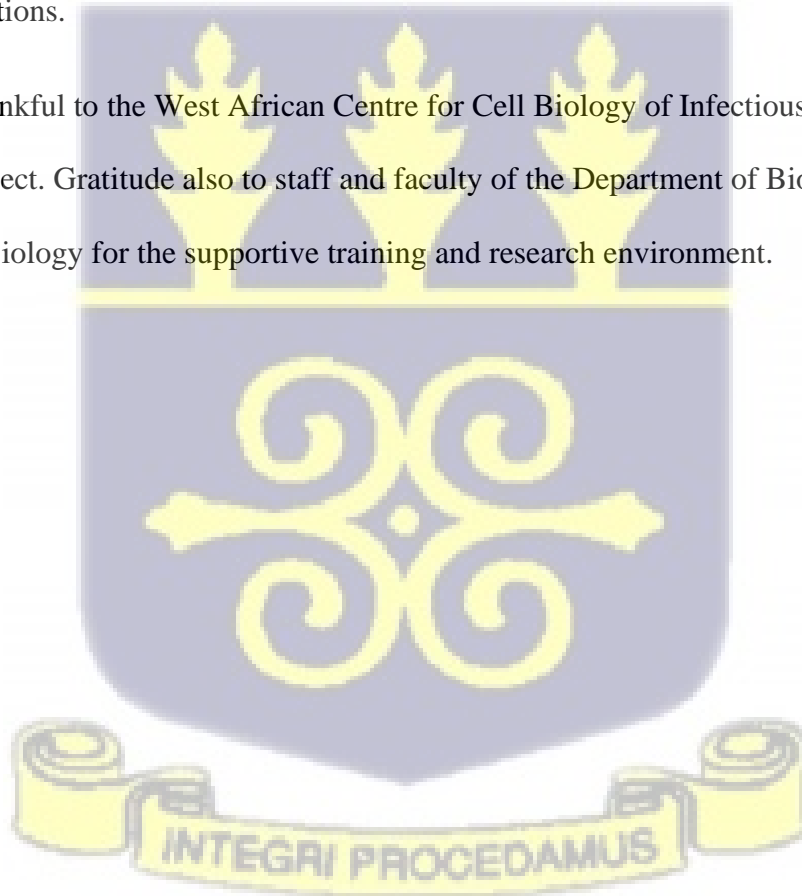 tions.
nkful to the West African Centre for Cell Biology of Infectious
ect. Gratitude also to staff and faculty of the Department of Bio
iology for the supportive training and research environment.
INTEGRI PROCEDAMUS